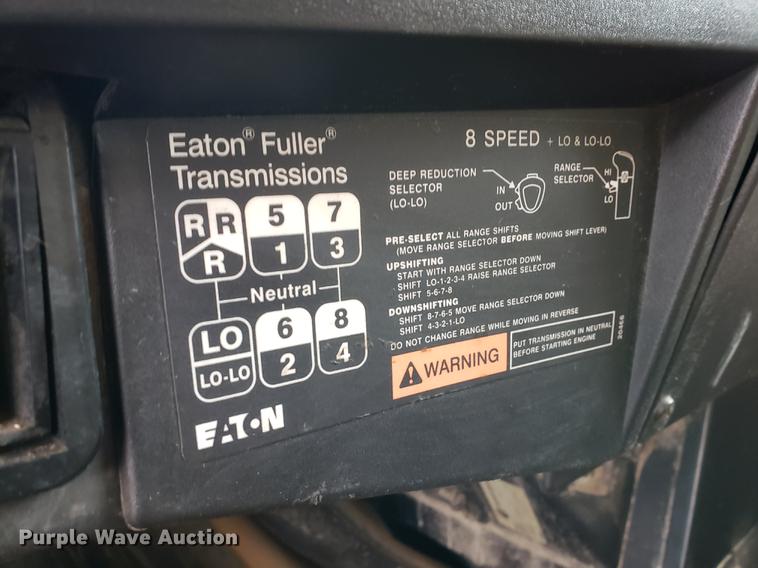 Eaton® Fuller®
Transmissions
8 SPEED + LO & LO-LO
DEEP REDUCTION
SELECTOR
(LO-LO)
IN
OUT
RANGE
SELECTOR
HI
LO
R R 5 7
R 1 3
Neutral
LO 6 8
LO-LO 2 4
PRE-SELECT ALL RANGE SHIFTS
(MOVE RANGE SELECTOR BEFORE MOVING SHIFT LEVER)
UPSHIFTING
START WITH RANGE SELECTOR DOWN
SHIFT LO-1-2-3-4 RAISE RANGE SELECTOR
SHIFT 5-6-7-8
DOWNSHIFTING
SHIFT 8-7-6-5 MOVE RANGE SELECTOR DOWN
SHIFT 4-3-2-1-LO
DO NOT CHANGE RANGE WHILE MOVING IN REVERSE
WARNING
PUT TRANSMISSION IN NEUTRAL
BEFORE STARTING ENGINE
20468
EATON
Purple Wave Auction